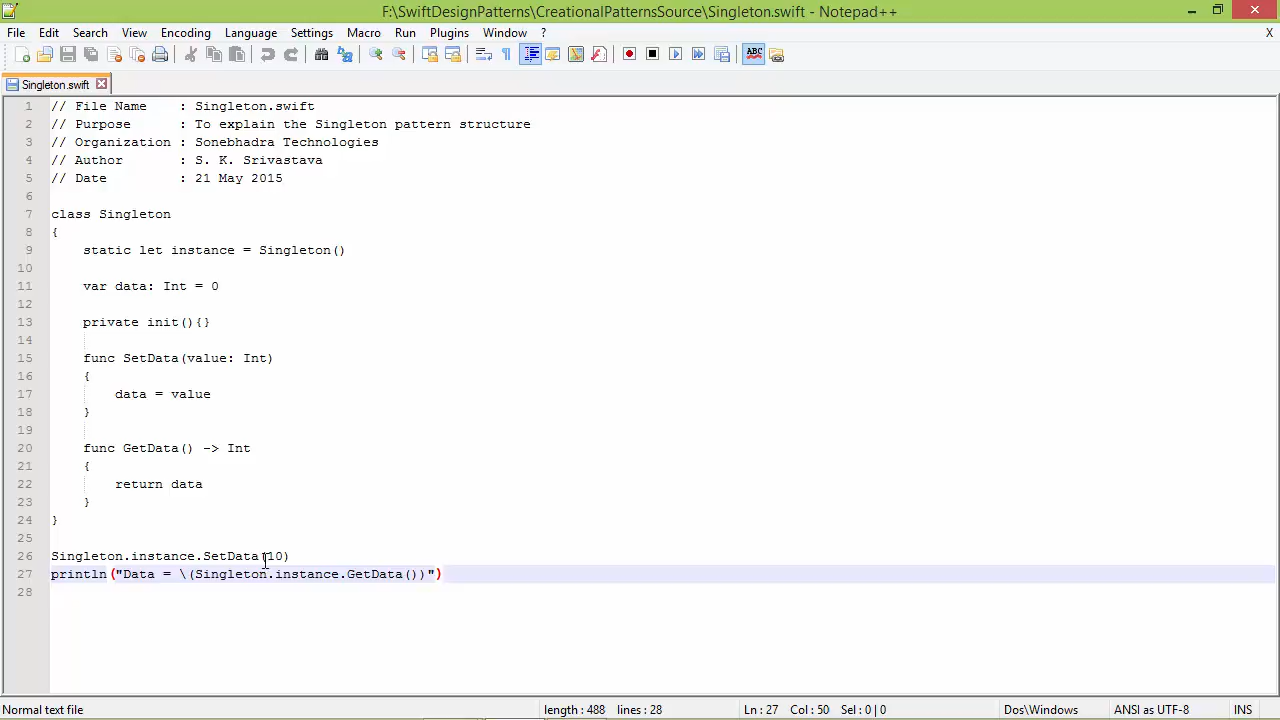 F:\SwiftDesignPatterns\CreationalPatternsSource\Singleton.swift - Notepad++
File Edit Search View Encoding Language Settings Macro Run Plugins Window ? X
ABC
Singleton.swift
1 // File Name    : Singleton.swift
2 // Purpose      : To explain the Singleton pattern structure
3 // Organization : Sonebhadra Technologies
4 // Author       : S. K. Srivastava
5 // Date         : 21 May 2015
6
7 class Singleton
8 {
9     static let instance = Singleton()
10
11     var data: Int = 0
12
13     private init(){}
14
15     func SetData(value: Int)
16     {
17         data = value
18     }
19
20     func GetData() -> Int
21     {
22         return data
23     }
24 }
25
26 Singleton.instance.SetData(10)
27 println("Data = \(Singleton.instance.GetData())")
28
Normal text file length : 488 lines : 28 Ln : 27 Col : 50 Sel : 0 | 0 Dos\Windows ANSI as UTF-8 INS